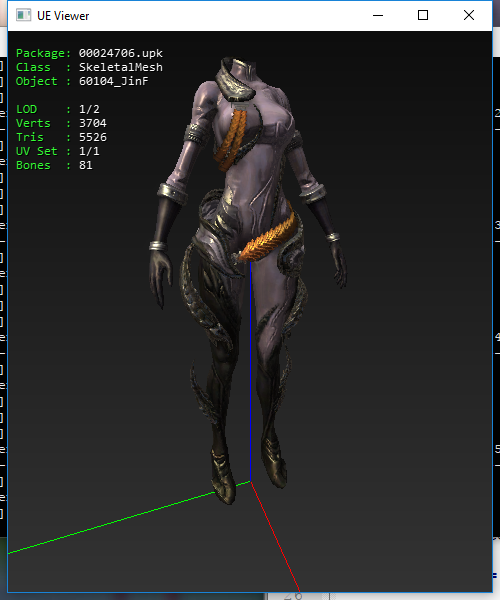 UE Viewer
Package: 00024706.upk
Class  : SkeletalMesh
Object : 60104_JinF
LOD    : 1/2
Verts  : 3704
Tris   : 5526
UV Set : 1/1
Bones  : 81